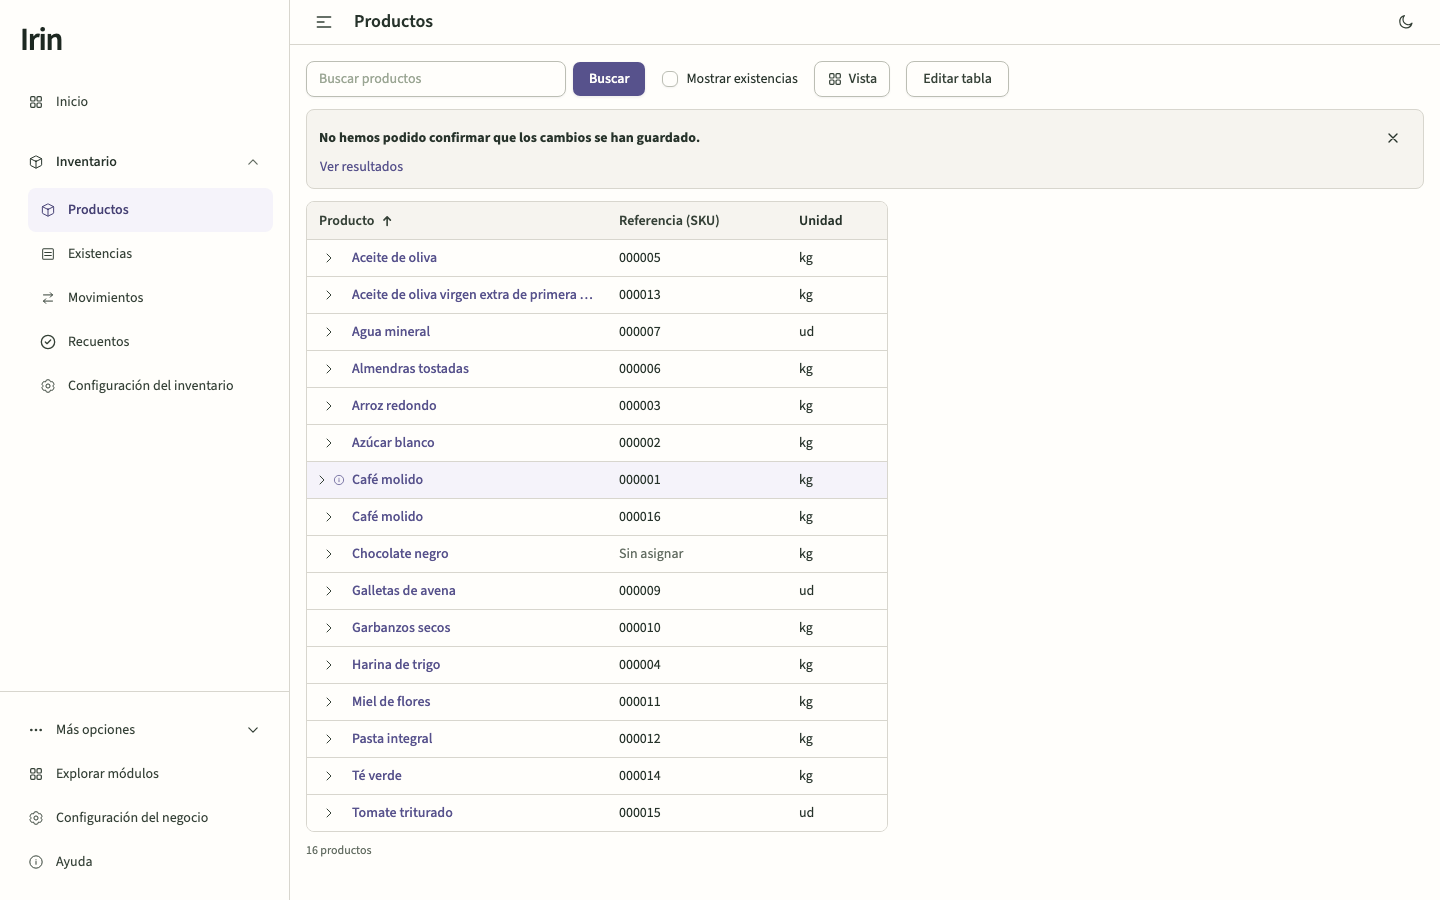 Irin
Productos
Inicio
Inventario
Productos
Existencias
Movimientos
Recuentos
Configuración del inventario
Más opciones
Explorar módulos
Configuración del negocio
Ayuda
Buscar productos
Buscar
Mostrar existencias
Vista
Editar tabla
No hemos podido confirmar que los cambios se han guardado.
Ver resultados
Producto Referencia (SKU) Unidad
Aceite de oliva 000005 kg
Aceite de oliva virgen extra de primera … 000013 kg
Agua mineral 000007 ud
Almendras tostadas 000006 kg
Arroz redondo 000003 kg
Azúcar blanco 000002 kg
Café molido 000001 kg
Café molido 000016 kg
Chocolate negro Sin asignar kg
Galletas de avena 000009 ud
Garbanzos secos 000010 kg
Harina de trigo 000004 kg
Miel de flores 000011 kg
Pasta integral 000012 kg
Té verde 000014 kg
Tomate triturado 000015 ud
16 productos